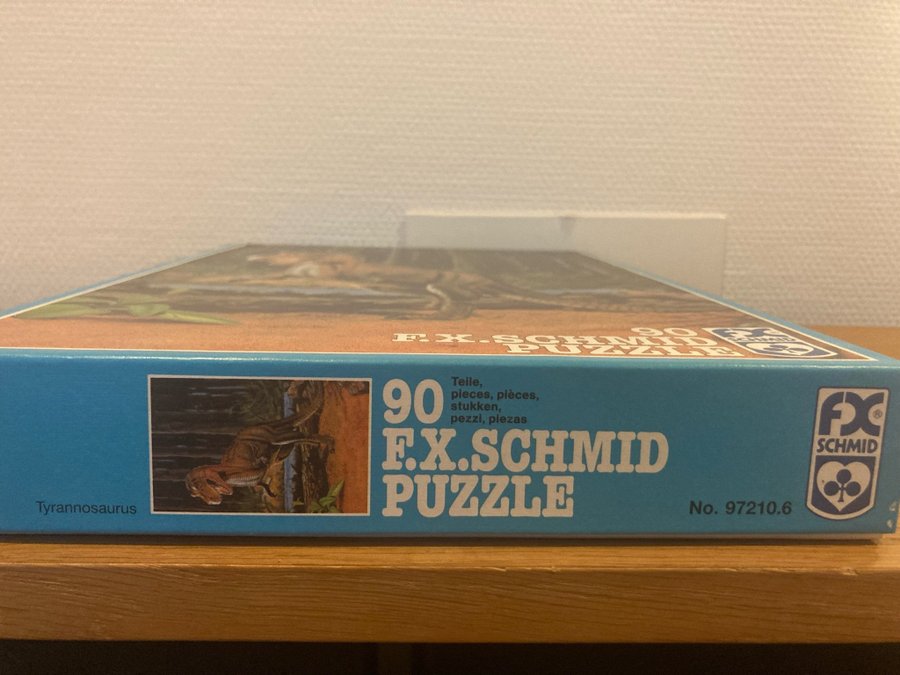 90
F.X.SCHMID
PUZZLE
Tyrannosaurus
90
Teile,
pieces, pièces,
stukken,
pezzi, piezas
F.X.SCHMID
PUZZLE
No. 97210.6
FX®
SCHMID